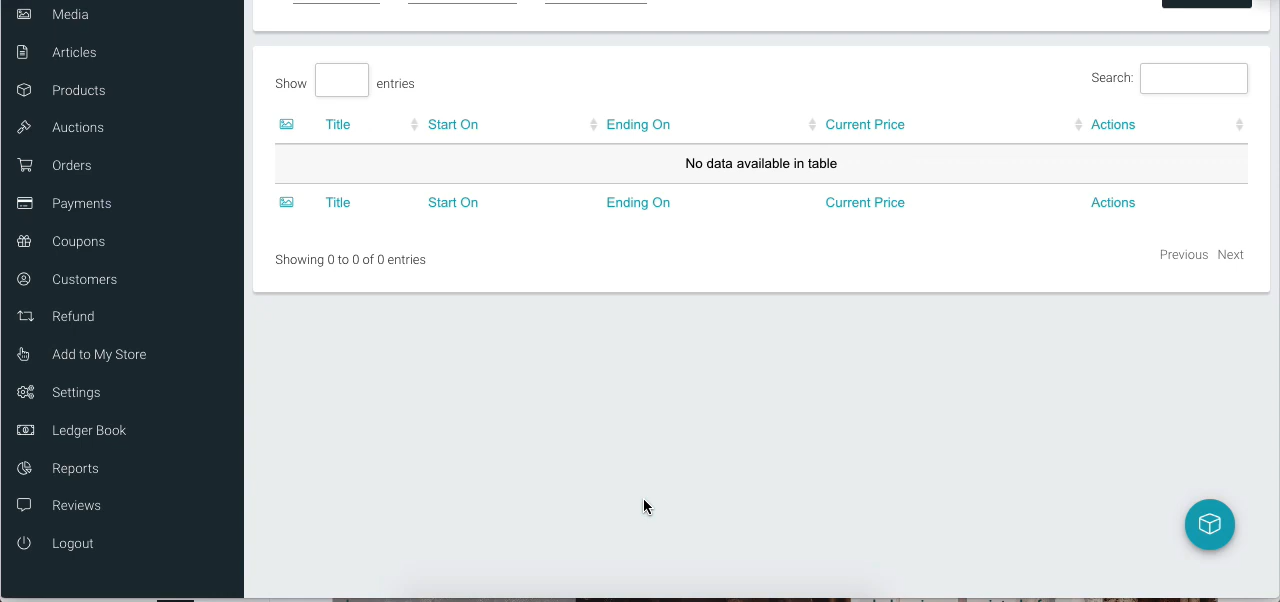 Media
Articles
Products
Auctions
Orders
Payments
Coupons
Customers
Refund
Add to My Store
Settings
Ledger Book
Reports
Reviews
Logout
Show entries
Search:
Title Start On Ending On Current Price Actions
No data available in table
Title Start On Ending On Current Price Actions
Showing 0 to 0 of 0 entries
Previous Next